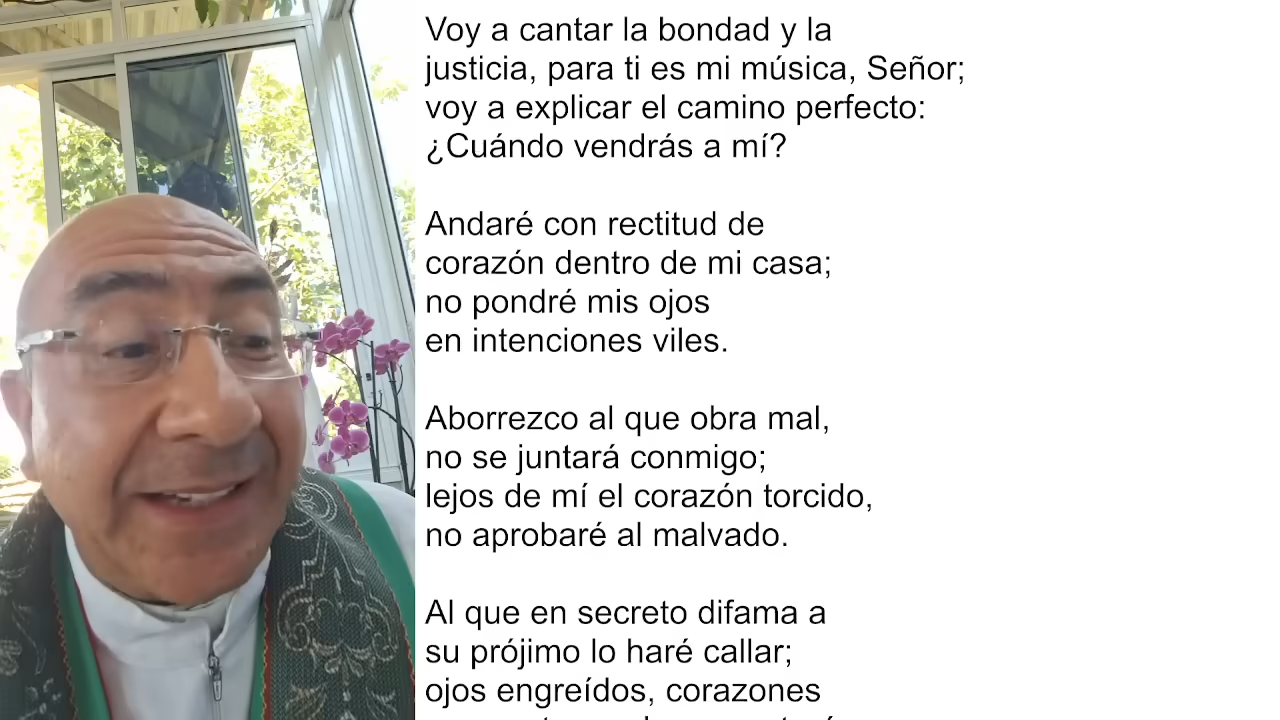 Voy a cantar la bondad y la
justicia, para ti es mi música, Señor;
voy a explicar el camino perfecto:
¿Cuándo vendrás a mí?
Andaré con rectitud de
corazón dentro de mi casa;
no pondré mis ojos
en intenciones viles.
Aborrezco al que obra mal,
no se juntará conmigo;
lejos de mí el corazón torcido,
no aprobaré al malvado.
Al que en secreto difama a
su prójimo lo haré callar;
ojos engreídos, corazones